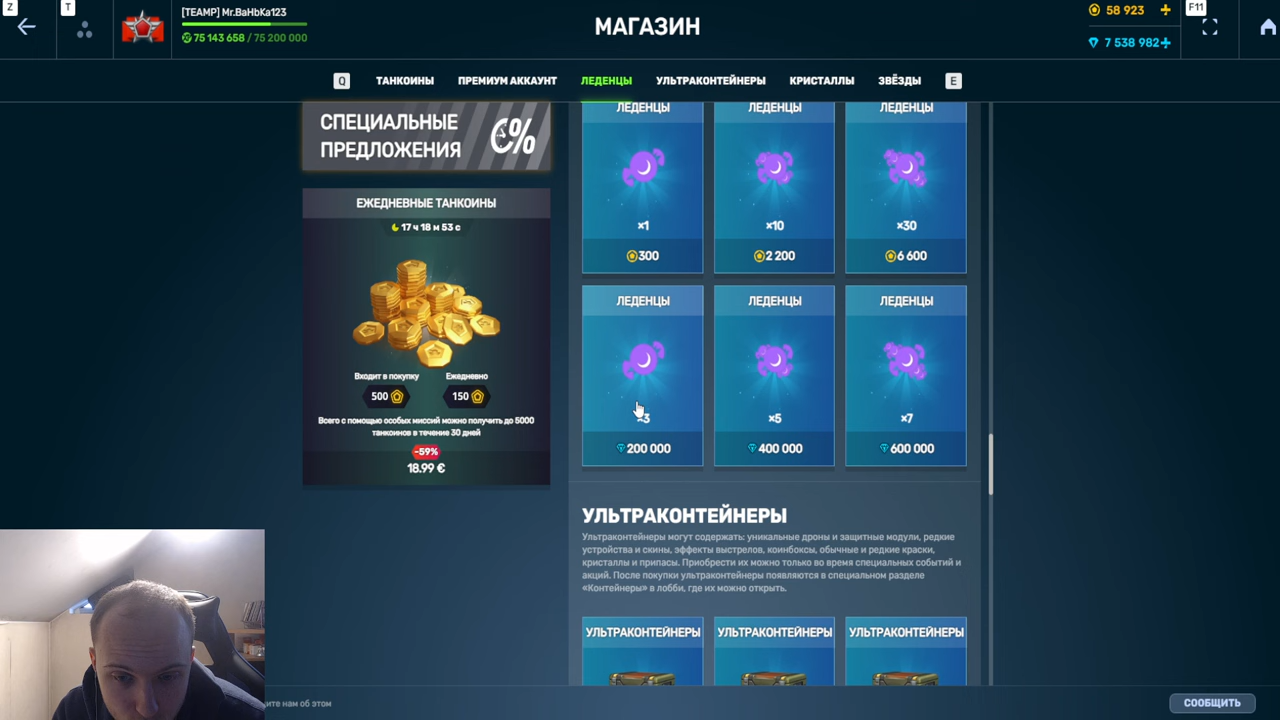 Z
T
[TEAMP] Mr.BaHbKa123
75 143 658 / 75 200 000
МАГАЗИН
58 923
7 538 982
F11
Q
ТАНКОИНЫ
ПРЕМИУМ АККАУНТ
ЛЕДЕНЦЫ
УЛЬТРАКОНТЕЙНЕРЫ
КРИСТАЛЛЫ
ЗВЁЗДЫ
E
СПЕЦИАЛЬНЫЕ
ПРЕДЛОЖЕНИЯ
%
ЕЖЕДНЕВНЫЕ ТАНКОИНЫ
17 ч 18 м 53 с
Входит в покупку
Ежедневно
500
150
Всего с помощью особых миссий можно получить до 5000
танкоинов в течение 30 дней
-59%
18.99 €
ЛЕДЕНЦЫ
ЛЕДЕНЦЫ
ЛЕДЕНЦЫ
×1
×10
×30
300
2 200
6 600
ЛЕДЕНЦЫ
ЛЕДЕНЦЫ
ЛЕДЕНЦЫ
×3
×5
×7
200 000
400 000
600 000
УЛЬТРАКОНТЕЙНЕРЫ
Ультраконтейнеры могут содержать: уникальные дроны и защитные модули, редкие
устройства и скины, эффекты выстрелов, коинбоксы, обычные и редкие краски,
кристаллы и припасы. Приобрести их можно только во время специальных событий и
акций. После покупки ультраконтейнеры появляются в специальном разделе
«Контейнеры» в лобби, где их можно открыть.
УЛЬТРАКОНТЕЙНЕРЫ
УЛЬТРАКОНТЕЙНЕРЫ
УЛЬТРАКОНТЕЙНЕРЫ
нам об этом
СООБЩИТЬ